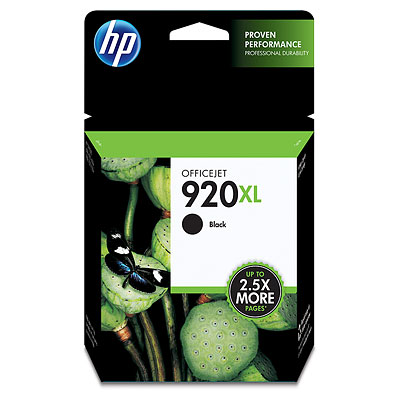 hp
PROVEN
PERFORMANCE
PROFESSIONAL DURABILITY
OFFICEJET
920XL
Black
UP TO
2.5X
MORE
PAGES*